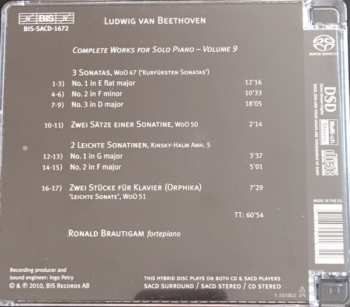 BIS
BIS-SACD-1672
LUDWIG VAN BEETHOVEN
COMPLETE WORKS FOR SOLO PIANO – VOLUME 9
3 SONATAS, WoO 47 ('KURFÜRSTEN SONATAS')
1-3) No. 1 in E flat major 12'16
4-6) No. 2 in F minor 10'33
7-9) No. 3 in D major 18'05
10-11) ZWEI SÄTZE EINER SONATINE, WoO 50 2'14
2 LEICHTE SONATINEN, KINSKY-HALM ANH. 5
12-13) No. 1 in G major 3'37
14-15) No. 2 in F major 5'01
16-17) ZWEI STÜCKE FÜR KLAVIER (ORPHIKA) 7'29
'LEICHTE SONATE', WoO 51
TT: 60'54
RONALD BRAUTIGAM fortepiano
Recording producer and
sound engineer: Ingo Petry
℗ & © 2010, BIS Records AB
THIS HYBRID DISC PLAYS ON BOTH CD & SACD PLAYERS
SACD SURROUND / SACD STEREO / CD STEREO
DSD